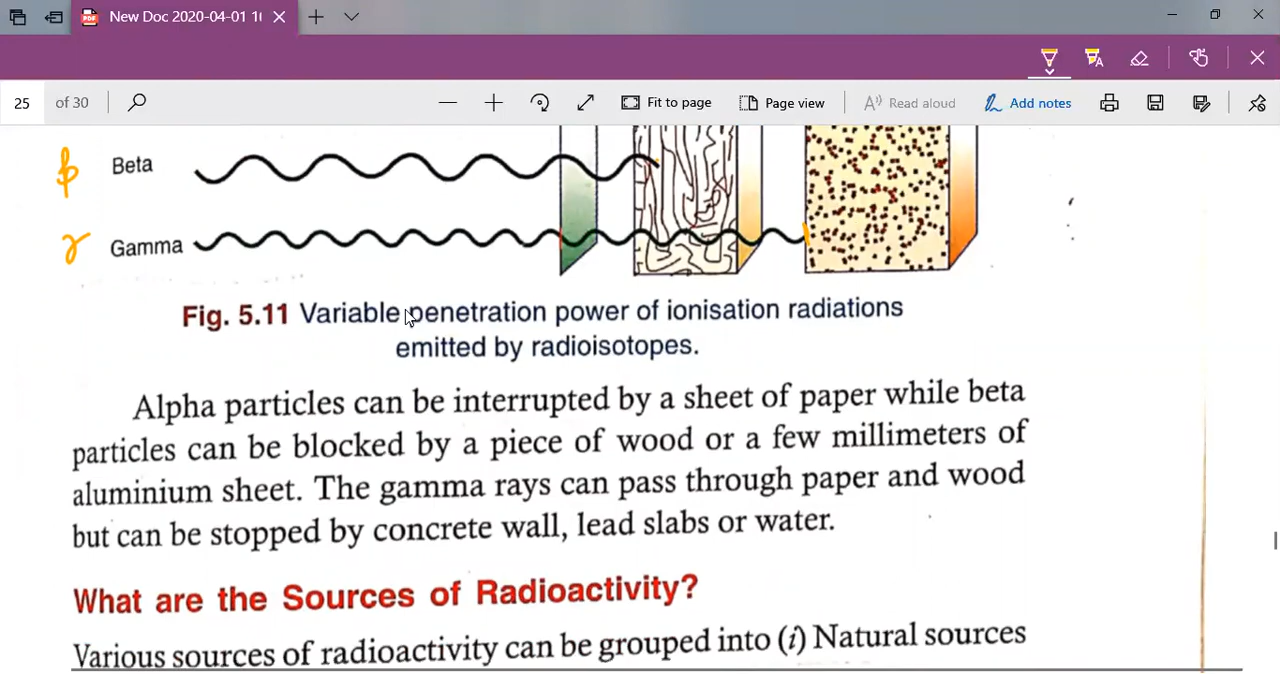 New Doc 2020-04-01 1
25 of 30 Fit to page Page view Read aloud Add notes
β Beta
γ Gamma
Fig. 5.11 Variable penetration power of ionisation radiations
emitted by radioisotopes.
Alpha particles can be interrupted by a sheet of paper while beta
particles can be blocked by a piece of wood or a few millimeters of
aluminium sheet. The gamma rays can pass through paper and wood
but can be stopped by concrete wall, lead slabs or water.
What are the Sources of Radioactivity?
Various sources of radioactivity can be grouped into (i) Natural sources